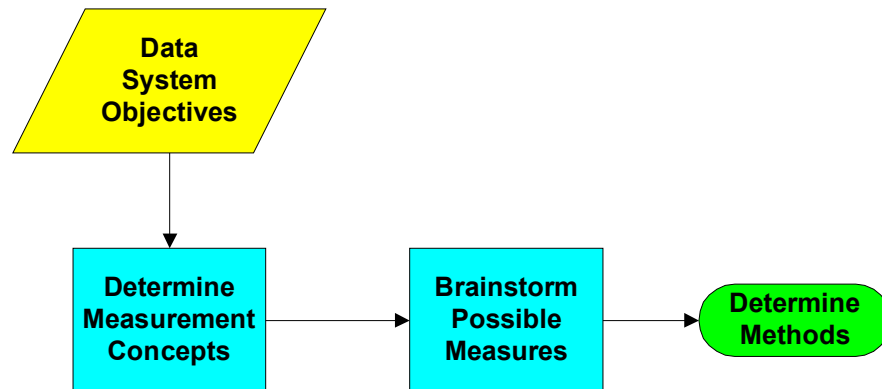 Data
System
Objectives
Determine
Measurement
Concepts
Brainstorm
Possible
Measures
Determine
Methods